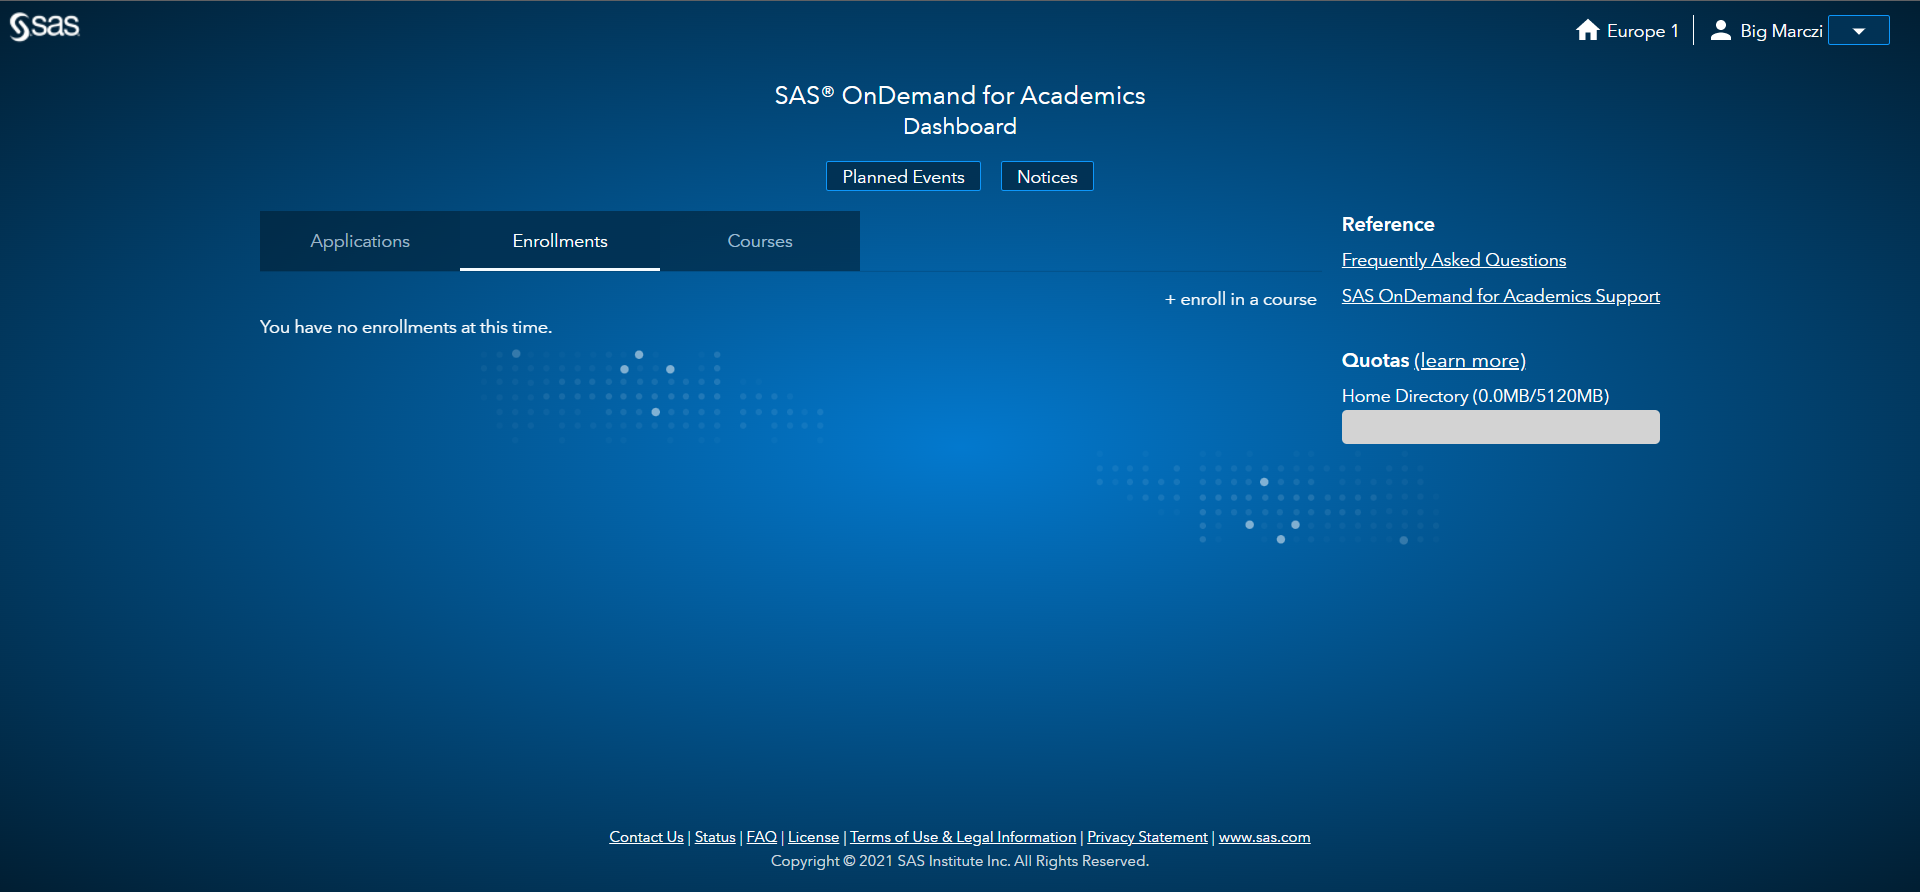 sas
Europe 1
Big Marczi
SAS® OnDemand for Academics
Dashboard
Planned Events
Notices
Applications
Enrollments
Courses
+ enroll in a course
You have no enrollments at this time.
Reference
Frequently Asked Questions
SAS OnDemand for Academics Support
Quotas (learn more)
Home Directory (0.0MB/5120MB)
Contact Us | Status | FAQ | License | Terms of Use & Legal Information | Privacy Statement | www.sas.com
Copyright © 2021 SAS Institute Inc. All Rights Reserved.